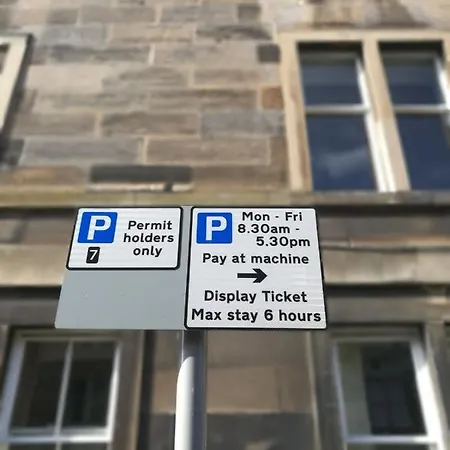 P Permit
holders
7 only
P Mon - Fri
8.30am -
5.30pm
Pay at machine
Display Ticket
Max stay 6 hours